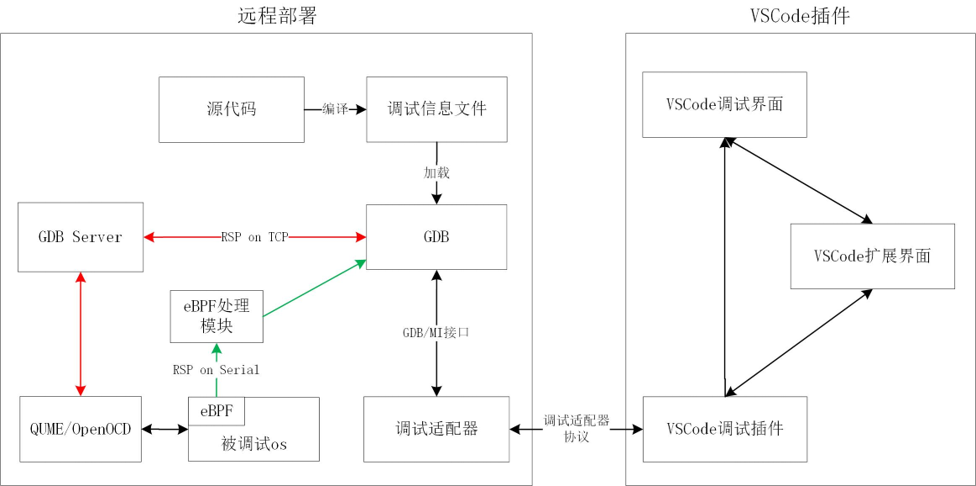 远程部署
VSCode插件
源代码
编译
调试信息文件
VSCode调试界面
加载
GDB Server
RSP on TCP
GDB
VSCode扩展界面
eBPF处理
模块
GDB/MI接口
RSP on Serial
QUME/OpenOCD
eBPF
被调试os
调试适配器
调试适配器
协议
VSCode调试插件